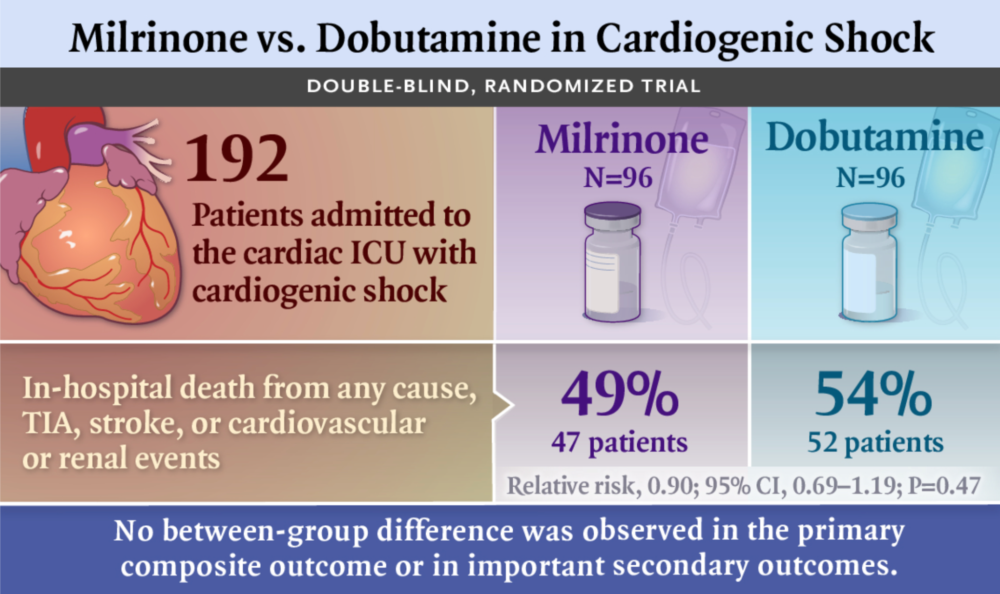 Milrinone vs. Dobutamine in Cardiogenic Shock
DOUBLE-BLIND, RANDOMIZED TRIAL
192
Patients admitted to
the cardiac ICU with
cardiogenic shock
Milrinone
N=96
Dobutamine
N=96
In-hospital death from any cause,
TIA, stroke, or cardiovascular
or renal events
49%
47 patients
54%
52 patients
Relative risk, 0.90; 95% CI, 0.69–1.19; P=0.47
No between-group difference was observed in the primary
composite outcome or in important secondary outcomes.